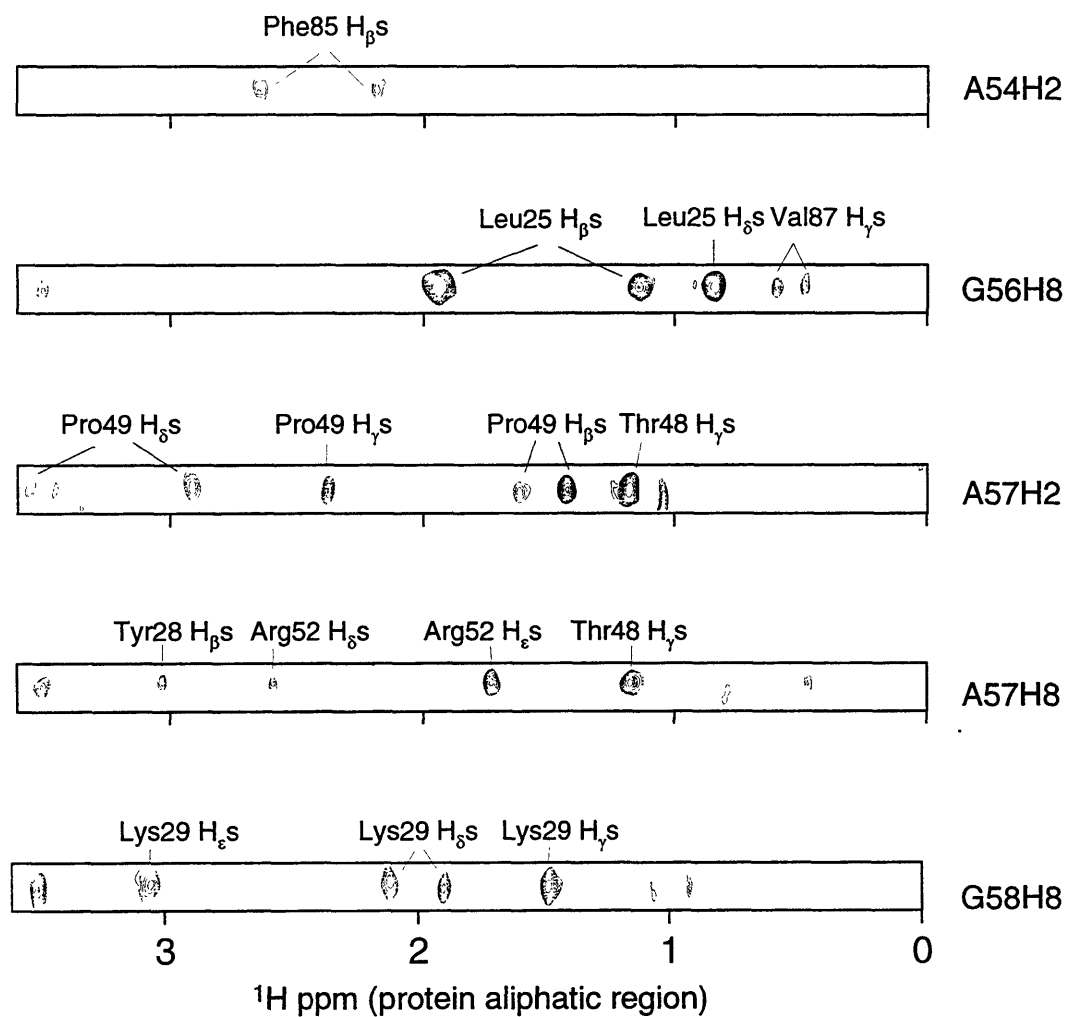 Phe85 Hβs
A54H2
Leu25 Hβs Leu25 Hδs Val87 Hγs
G56H8
Pro49 Hδs Pro49 Hγs Pro49 Hβs Thr48 Hγs
A57H2
Tyr28 Hβs Arg52 Hδs Arg52 Hεs Thr48 Hγs
A57H8
Lys29 Hεs Lys29 Hδs Lys29 Hγs
G58H8
3 2 1 0
¹H ppm (protein aliphatic region)